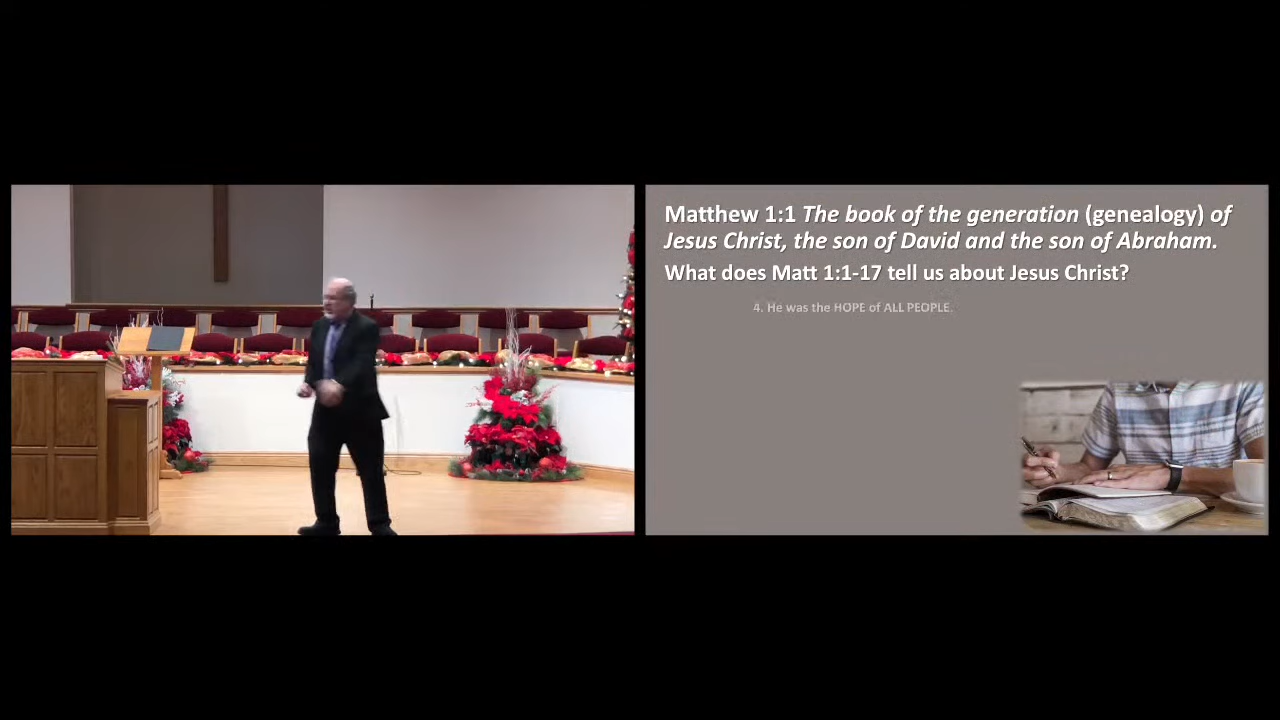 Matthew 1:1 The book of the generation (genealogy) of
Jesus Christ, the son of David and the son of Abraham.
What does Matt 1:1-17 tell us about Jesus Christ?
4. He was the HOPE of ALL PEOPLE.